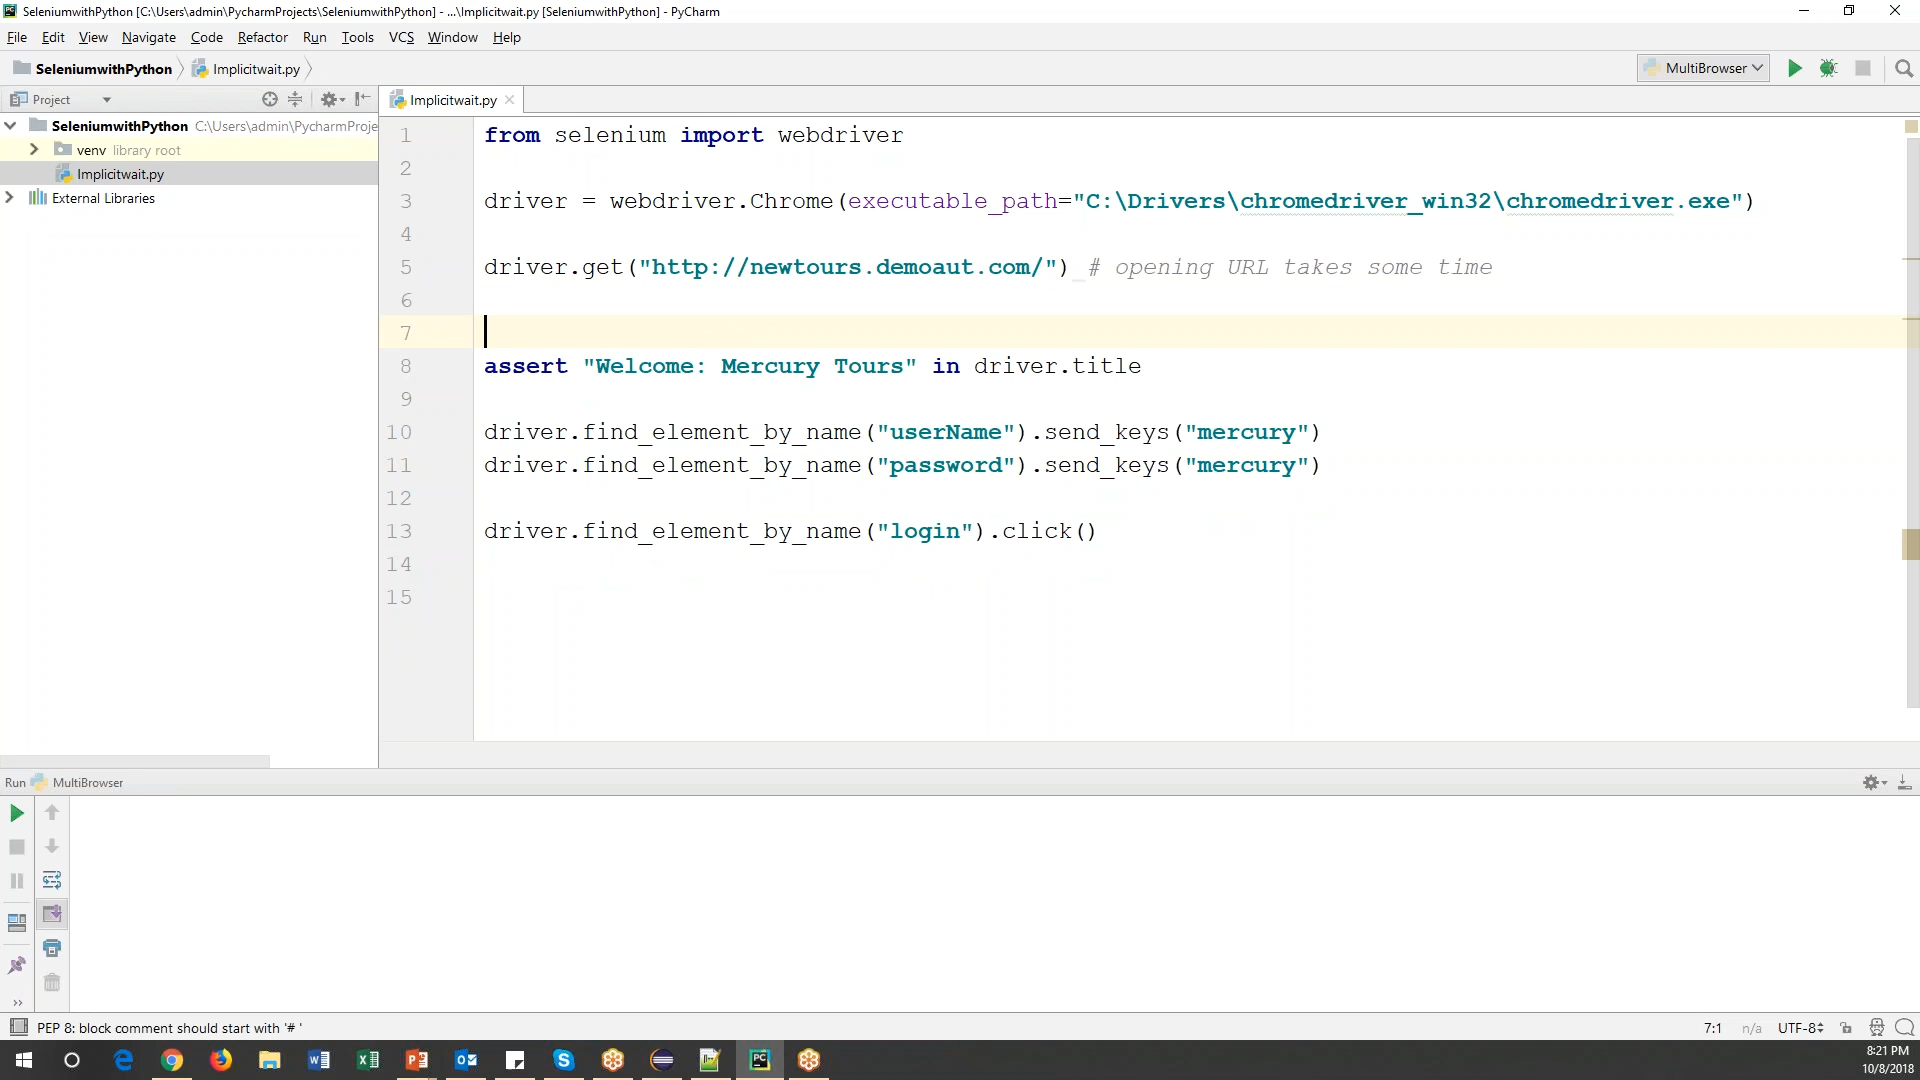 SeleniumwithPython [C:\Users\admin\PycharmProjects\SeleniumwithPython] - ...\Implicitwait.py [SeleniumwithPython] - PyCharm
File Edit View Navigate Code Refactor Run Tools VCS Window Help
SeleniumwithPython Implicitwait.py MultiBrowser
Project Implicitwait.py
SeleniumwithPython C:\Users\admin\PycharmProje
venv library root
Implicitwait.py
External Libraries
1 from selenium import webdriver
2
3 driver = webdriver.Chrome(executable_path="C:\Drivers\chromedriver_win32\chromedriver.exe")
4
5 driver.get("http://newtours.demoaut.com/") # opening URL takes some time
6
7
8 assert "Welcome: Mercury Tours" in driver.title
9
10 driver.find_element_by_name("userName").send_keys("mercury")
11 driver.find_element_by_name("password").send_keys("mercury")
12
13 driver.find_element_by_name("login").click()
14
15
Run MultiBrowser
PEP 8: block comment should start with '# ' 7:1 n/a UTF-8
8:21 PM
10/8/2018